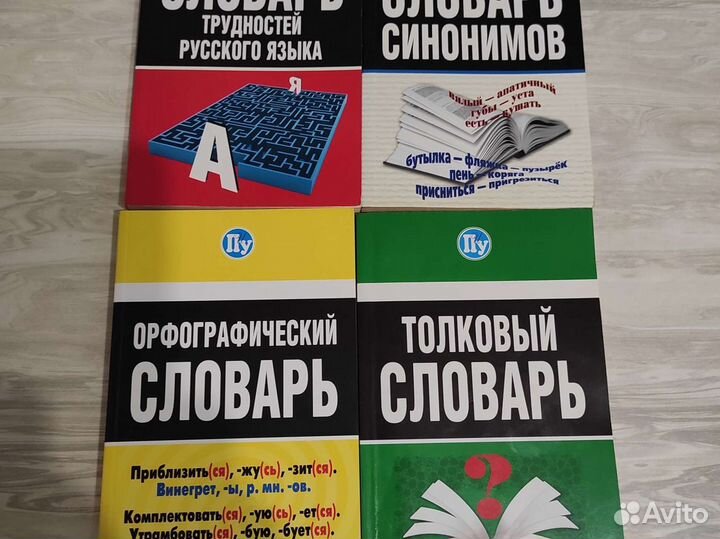 СЛОВАРЬ
ТРУДНОСТЕЙ
РУССКОГО ЯЗЫКА
Я
А
СЛОВАРЬ
СИНОНИМОВ
вялый — апатичный
губы — уста
есть — кушать
бутылка — фляжка — пузырёк
пень — коряга
присниться — пригрезиться
Пу
ОРФОГРАФИЧЕСКИЙ
СЛОВАРЬ
Приблизить(ся), -жу(сь), -зит(ся).
Винегрет, -ы, р. мн. -ов.
Комплектовать(ся), -ую(сь), -ет(ся).
Утрамбовать(ся), -бую, -бует(ся).
Пу
ТОЛКОВЫЙ
СЛОВАРЬ
?
Avito